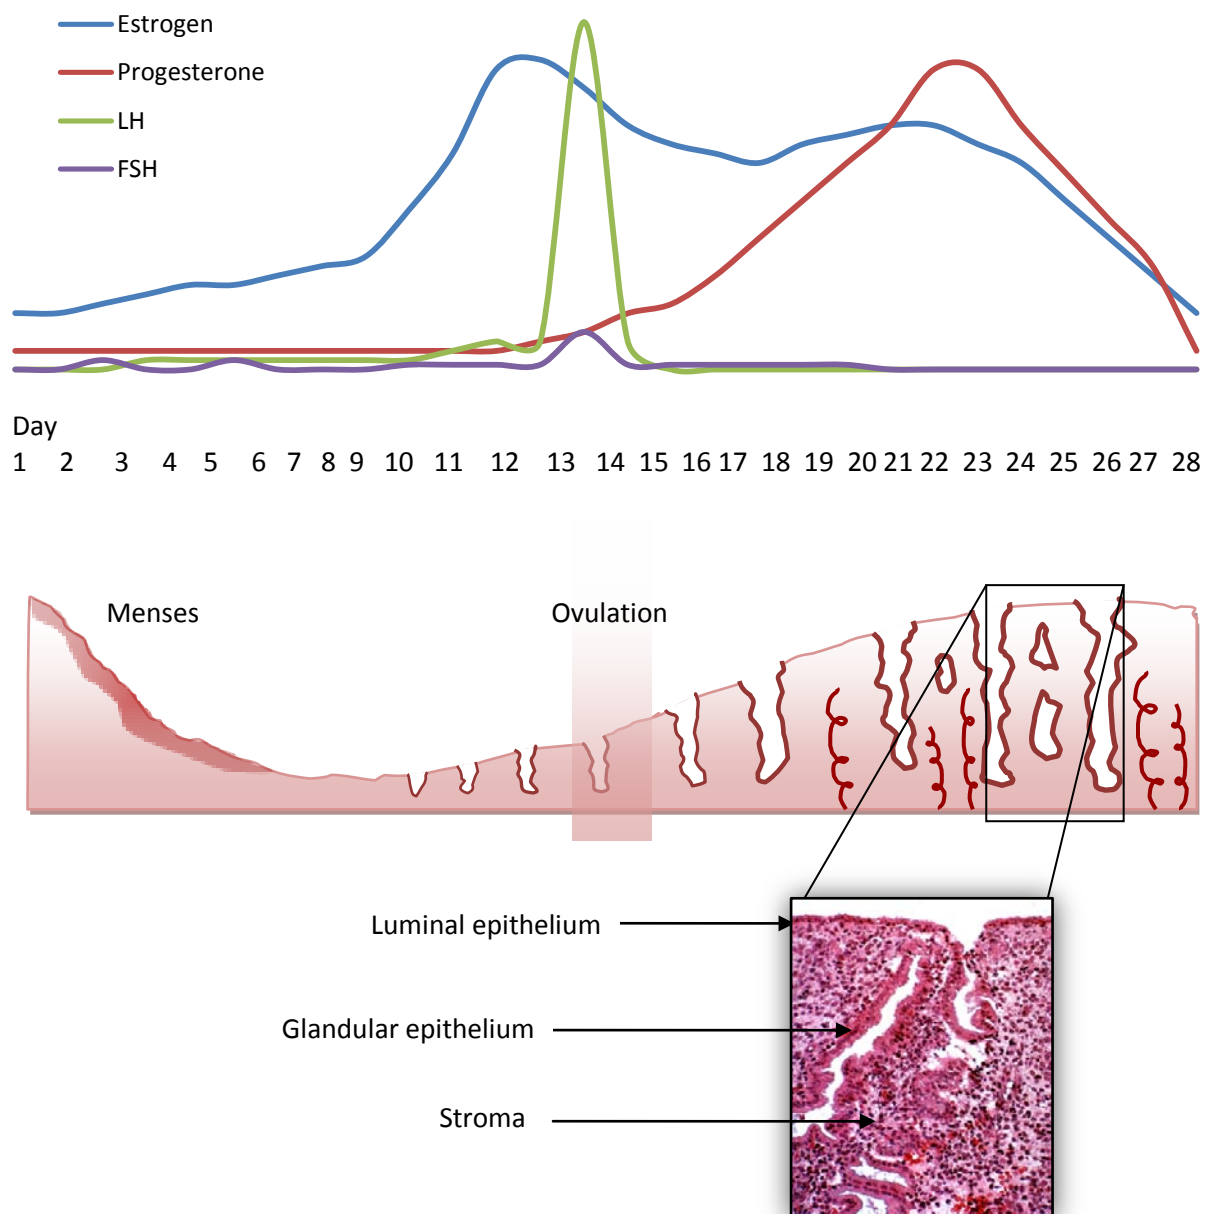 Estrogen
Progesterone
LH
FSH
Day
1 2 3 4 5 6 7 8 9 10 11 12 13 14 15 16 17 18 19 20 21 22 23 24 25 26 27 28
Menses
Ovulation
Luminal epithelium
Glandular epithelium
Stroma